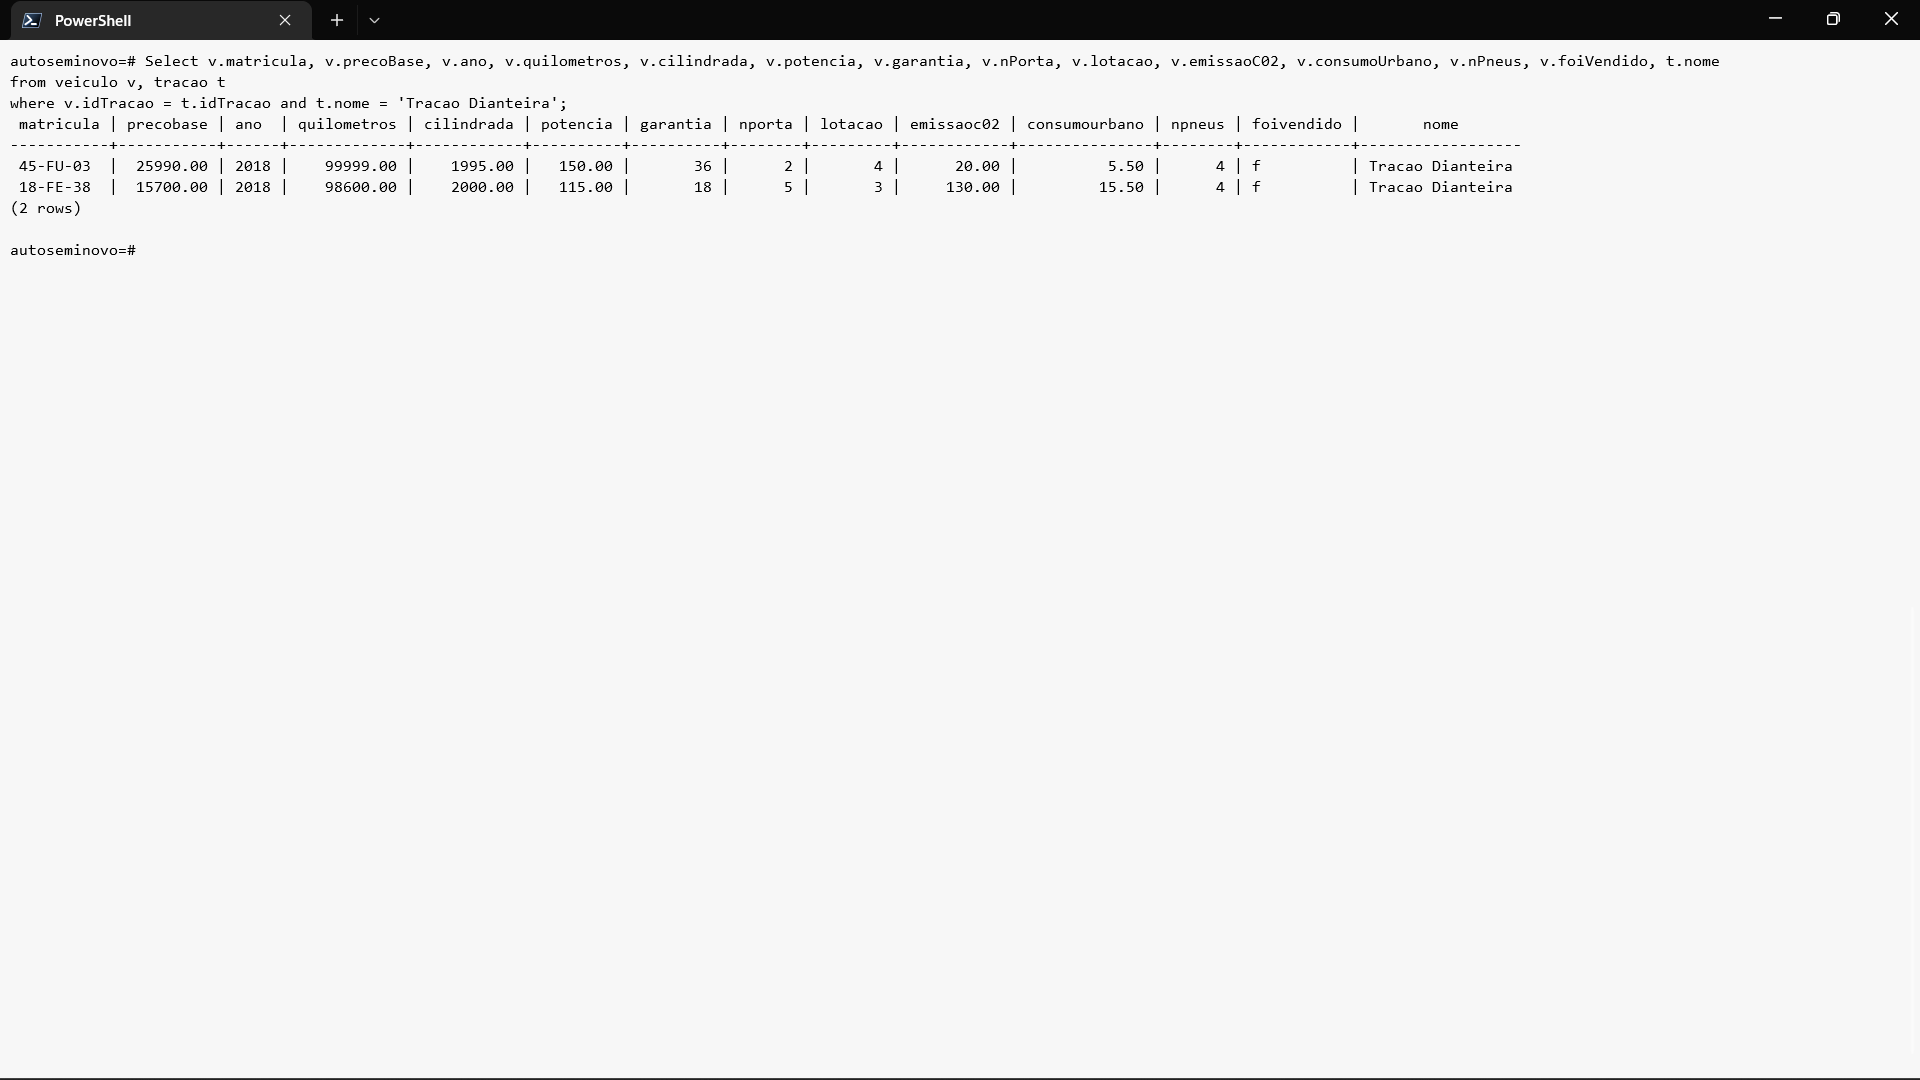 PowerShell
autoseminovo=# Select v.matricula, v.precoBase, v.ano, v.quilometros, v.cilindrada, v.potencia, v.garantia, v.nPorta, v.lotacao, v.emissaoC02, v.consumoUrbano, v.nPneus, v.foiVendido, t.nome
from veiculo v, tracao t
where v.idTracao = t.idTracao and t.nome = 'Tracao Dianteira';
 matricula | precobase | ano  | quilometros | cilindrada | potencia | garantia | nporta | lotacao | emissaoc02 | consumourbano | npneus | foivendido |       nome
-----------+-----------+------+-------------+------------+----------+----------+--------+---------+------------+---------------+--------+------------+------------------
 45-FU-03  |  25990.00 | 2018 |    99999.00 |    1995.00 |   150.00 |       36 |      2 |       4 |      20.00 |          5.50 |      4 | f          | Tracao Dianteira
 18-FE-38  |  15700.00 | 2018 |    98600.00 |    2000.00 |   115.00 |       18 |      5 |       3 |     130.00 |         15.50 |      4 | f          | Tracao Dianteira
(2 rows)
autoseminovo=#